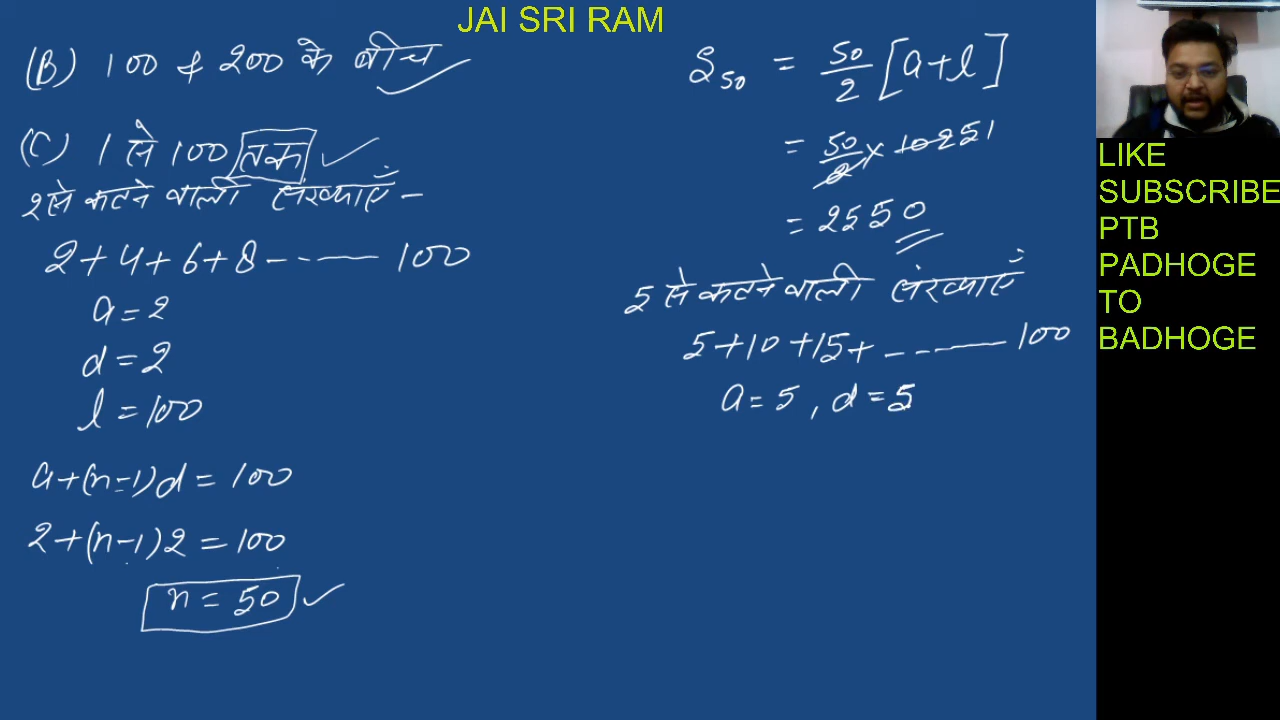 JAI SRI RAM
(B) 100 & 200 के बीच
(C) 1 से 100 तक
2 से कटने वाली संख्याएँ -
2+4+6+8------100
a=2
d=2
l=100
a+(n-1)d=100
2+(n-1)2=100
n=50
S50 = 50/2 [a+l]
= 50/2 × 102 51
= 2550
5 से कटने वाली संख्याएँ
5+10+15+------100
a=5, d=5
LIKE
SUBSCRIBE
PTB
PADHOGE
TO
BADHOGE